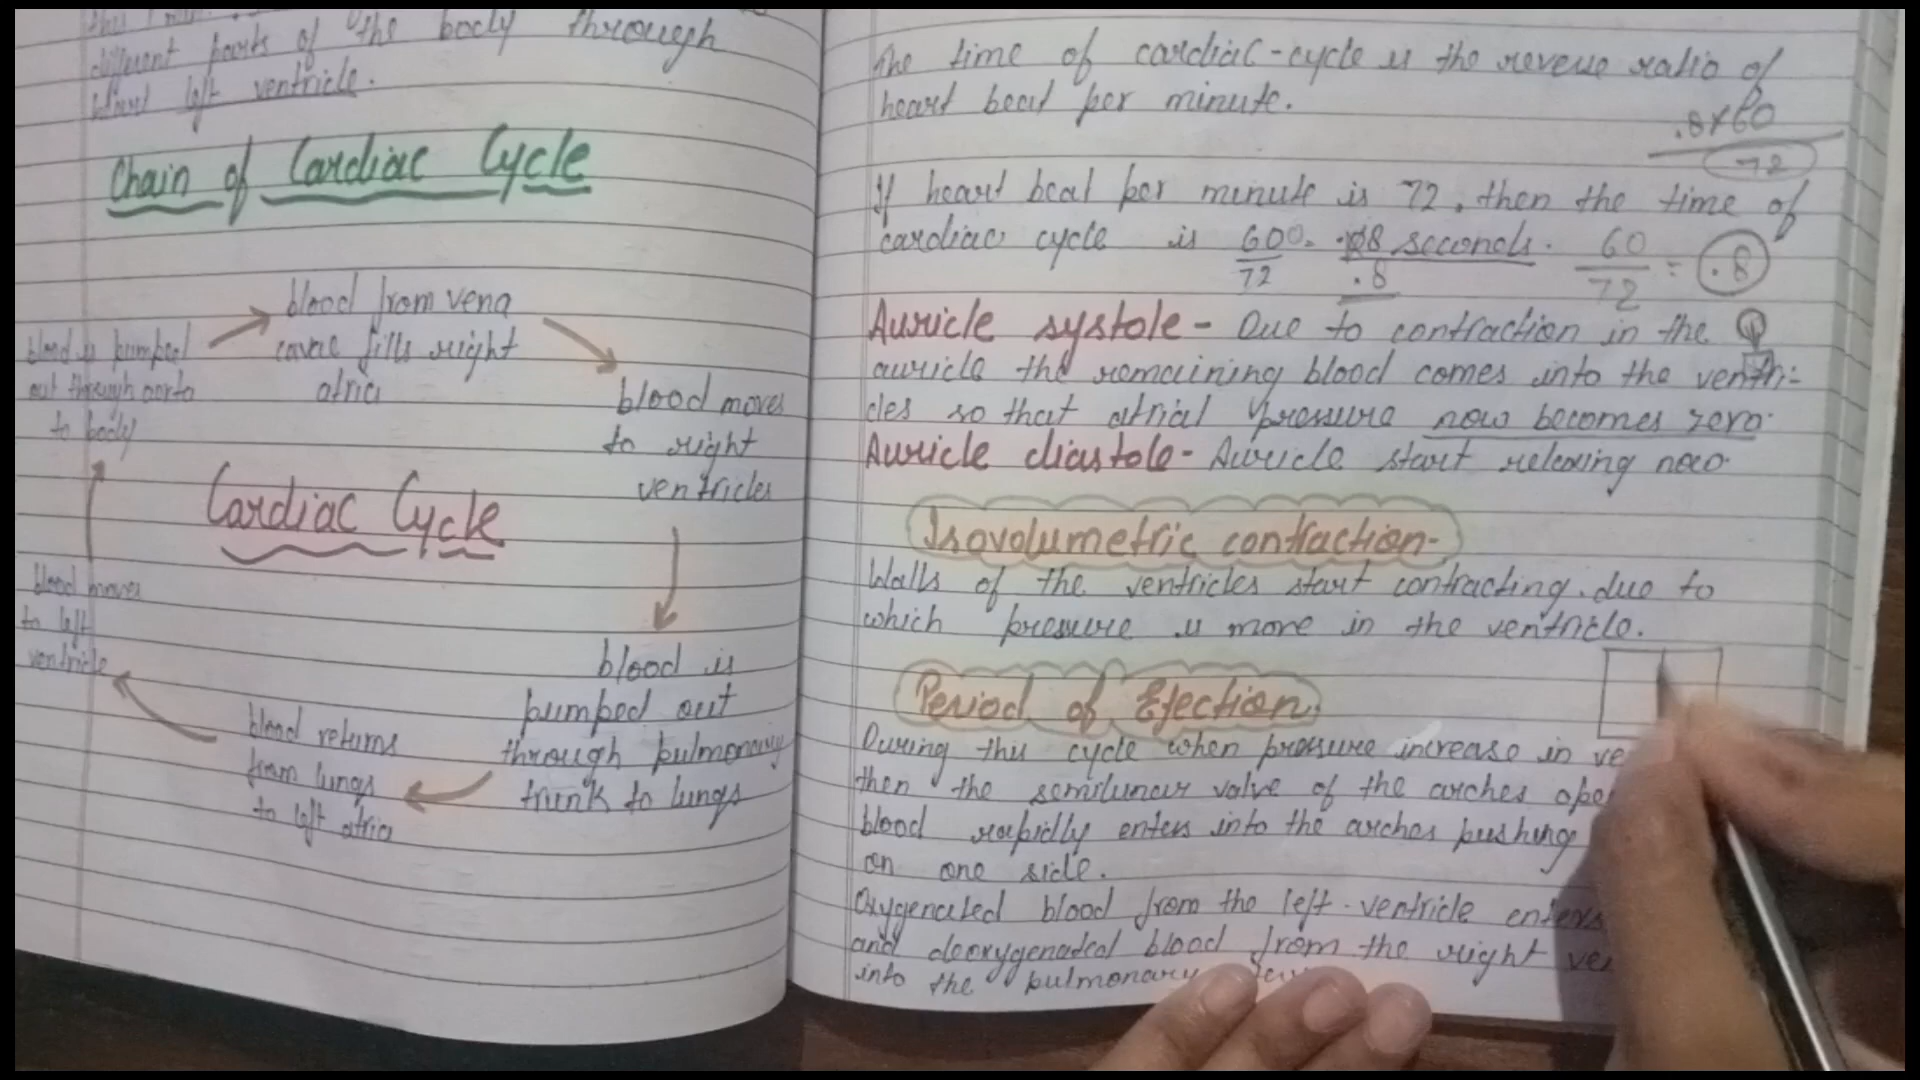 different parts of the body through
left ventricle.
Chain of Cardiac Cycle
blood from vena
cavae fills right
atria
blood moves
to right
ventricles
blood is
pumped out
through pulmonary
trunk to lungs
blood returns
from lungs
to left atria
blood moves
to left
ventricle
blood is pumped
out through aorta
to body
Cardiac Cycle
The time of cardiac-cycle is the reverse ratio of
heart beat per minute.
.8x60
72
If heart beat per minute is 72, then the time of
cardiac cycle is 60 seconds. 60
72 .8 72 = .8
Auricle systole - Due to contraction in the
auricle the remaining blood comes into the ventri-
cles so that atrial pressure now becomes zero.
Auricle diastole - Auricle start relaxing now.
Isovolumetric contraction-
Walls of the ventricles start contracting. due to
which pressure is more in the ventricle.
Period of Ejection
During this cycle when pressure increase in ve
then the semilunar valve of the arches ope
blood rapidly enters into the arches pushing
on one side.
Oxygenated blood from the left ventricle enters
and deoxygenated blood from the right ve
into the pulmonary